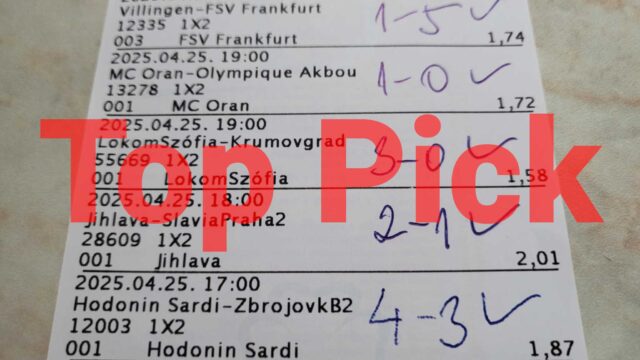 Villingen-FSV Frankfurt 1-5 ✓
12335 1X2
003 FSV Frankfurt 1,74
2025.04.25. 19:00
MC Oran-Olympique Akbou 1-0 ✓
13278 1X2
001 MC Oran 1,72
2025.04.25. 19:00
LokomSzófia-Krumovgrad 3-0 ✓
55669 1X2
001 LokomSzófia 1,58
Top Pick
2025.04.25. 18:00
Jihlava-SlaviaPraha2 2-1 ✓
28609 1X2
001 Jihlava 2,01
2025.04.25. 17:00
Hodonin Sardi-ZbrojovkB2 4-3 ✓
12003 1X2
001 Hodonin Sardi 1,87